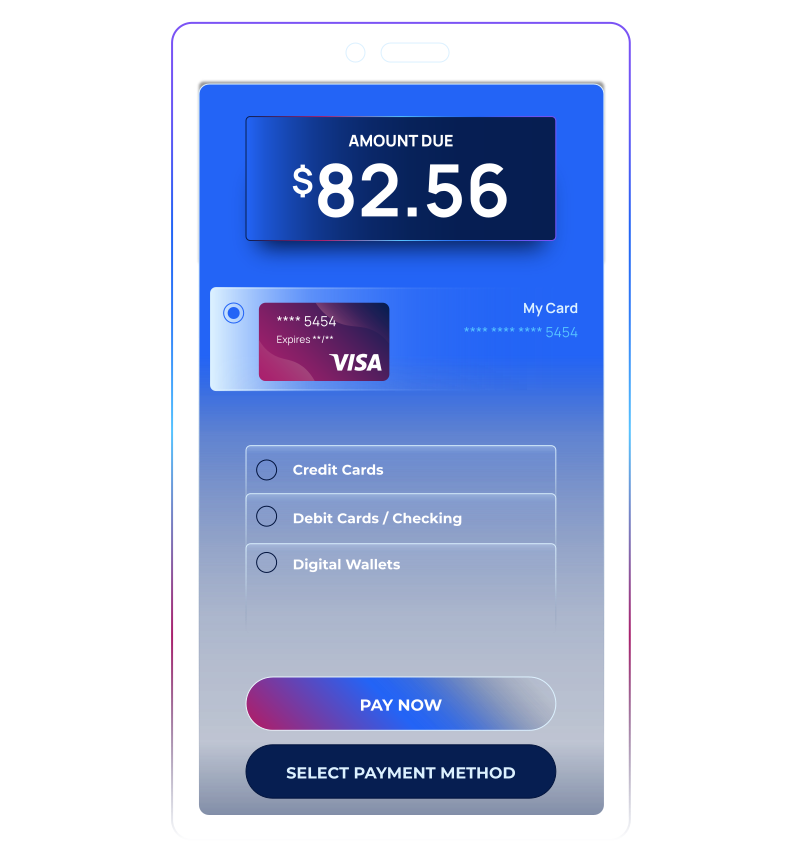 AMOUNT DUE
$82.56
**** 5454
Expires **/**
VISA
My Card
**** **** **** 5454
Credit Cards
Debit Cards / Checking
Digital Wallets
PAY NOW
SELECT PAYMENT METHOD